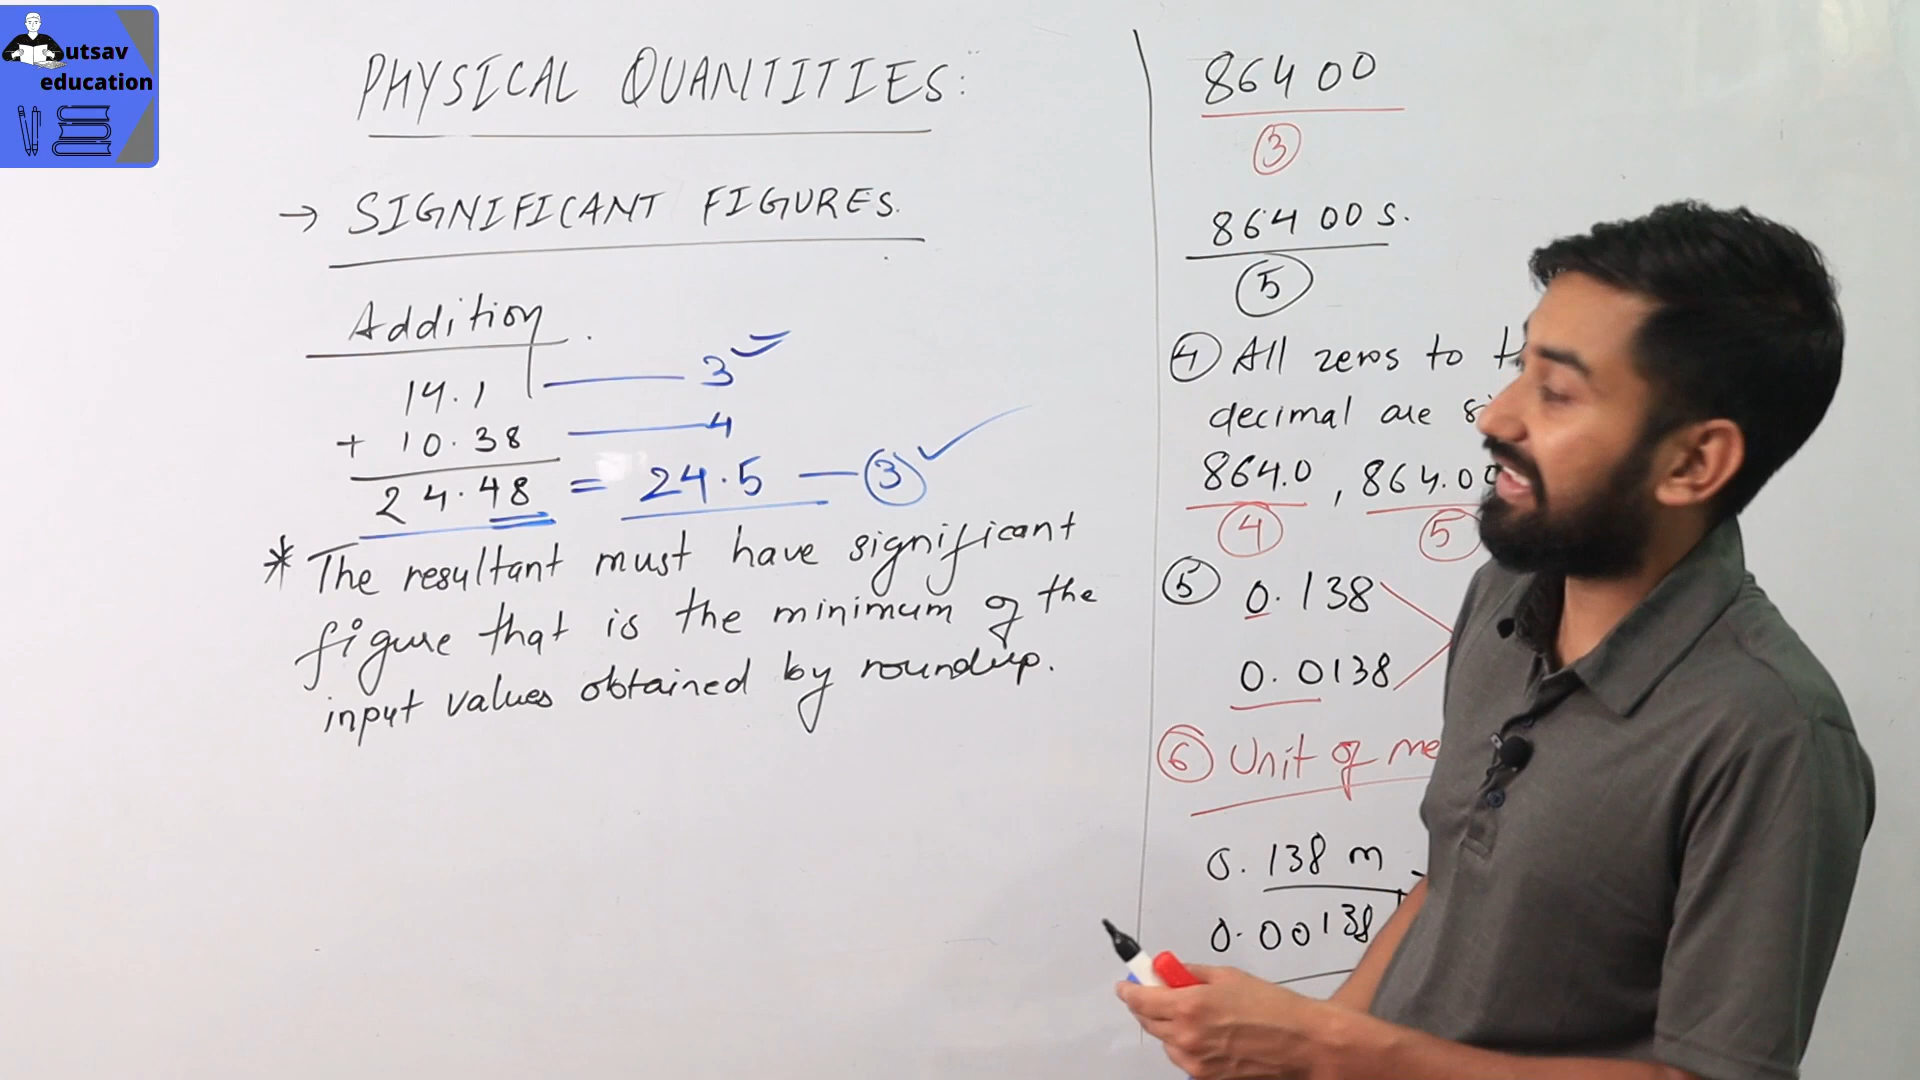 utsav
education
PHYSICAL QUANTITIES:
→ SIGNIFICANT FIGURES.
Addition
14.1 — 3
+ 10.38 — 4
24.48 = 24.5 — 3
* The resultant must have significant
figure that is the minimum of the
input values obtained by roundup.
86400
3
86400 s.
5
4 All zeros to
decimal are
864.0, 864.00
4 5
5 0.138
0.0138
6 Unit of
0.138 m
0.00138